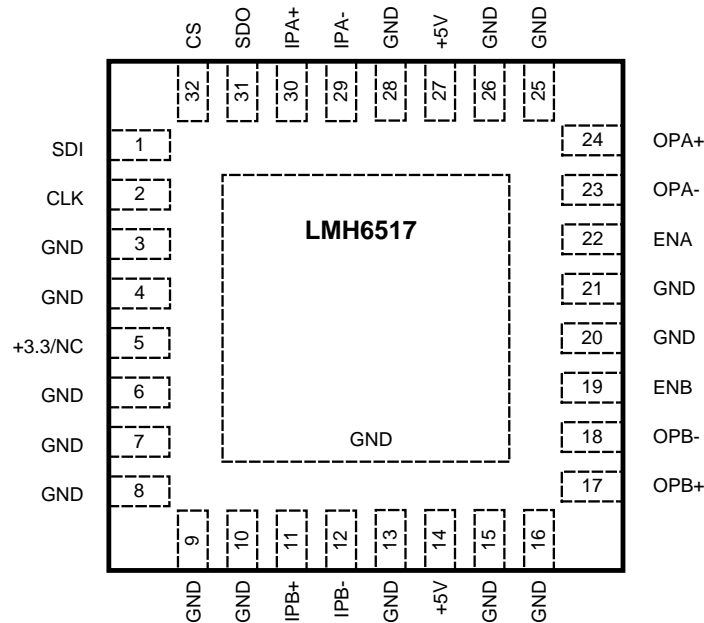 CS SDO IPA+ IPA- GND +5V GND GND
32 31 30 29 28 27 26 25
SDI 1
CLK 2
GND 3
GND 4
+3.3/NC 5
GND 6
GND 7
GND 8
LMH6517
GND
24 OPA+
23 OPA-
22 ENA
21 GND
20 GND
19 ENB
18 OPB-
17 OPB+
9 10 11 12 13 14 15 16
GND GND IPB+ IPB- GND +5V GND GND